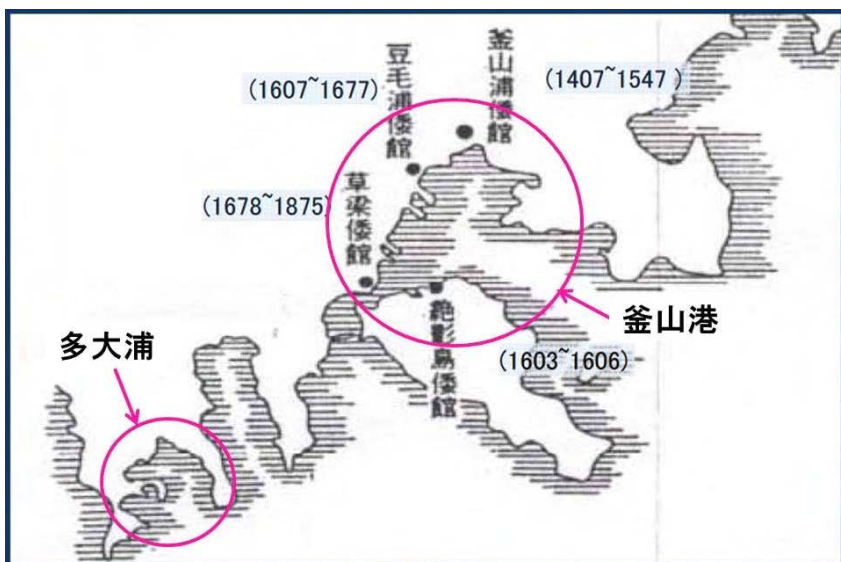 釜山浦倭館
(1407~1547 )
豆毛浦倭館
(1607~1677)
草梁倭館
(1678~1875)
絶影島倭館
(1603~1606)
釜山港
多大浦